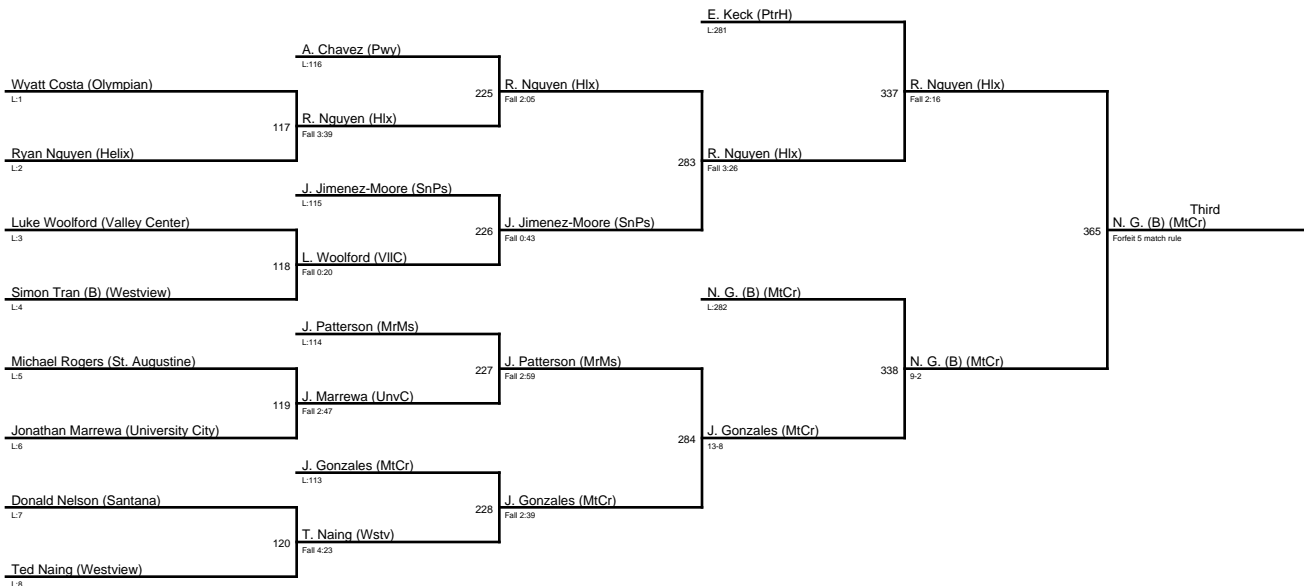 E. Keck (PtrH)
L:281
A. Chavez (Pwy)
L:116
Wyatt Costa (Olympian)
L:1
R. Nguyen (Hlx)
Fall 2:05
225
R. Nguyen (Hlx)
Fall 2:16
337
R. Nguyen (Hlx)
Fall 3:39
117
Ryan Nguyen (Helix)
L:2
R. Nguyen (Hlx)
Fall 3:26
283
J. Jimenez-Moore (SnPs)
L:115
Third
Luke Woolford (Valley Center)
L:3
J. Jimenez-Moore (SnPs)
Fall 0:43
226
N. G. (B) (MtCr)
Forfeit 5 match rule
365
L. Woolford (VllC)
Fall 0:20
118
Simon Tran (B) (Westview)
L:4
N. G. (B) (MtCr)
L:282
J. Patterson (MrMs)
L:114
Michael Rogers (St. Augustine)
L:5
J. Patterson (MrMs)
Fall 2:59
227
N. G. (B) (MtCr)
9-2
338
J. Marrewa (UnvC)
Fall 2:47
119
Jonathan Marrewa (University City)
L:6
J. Gonzales (MtCr)
13-8
284
J. Gonzales (MtCr)
L:113
Donald Nelson (Santana)
L:7
J. Gonzales (MtCr)
Fall 2:39
228
T. Naing (Wstv)
Fall 4:23
120
Ted Naing (Westview)
L:8